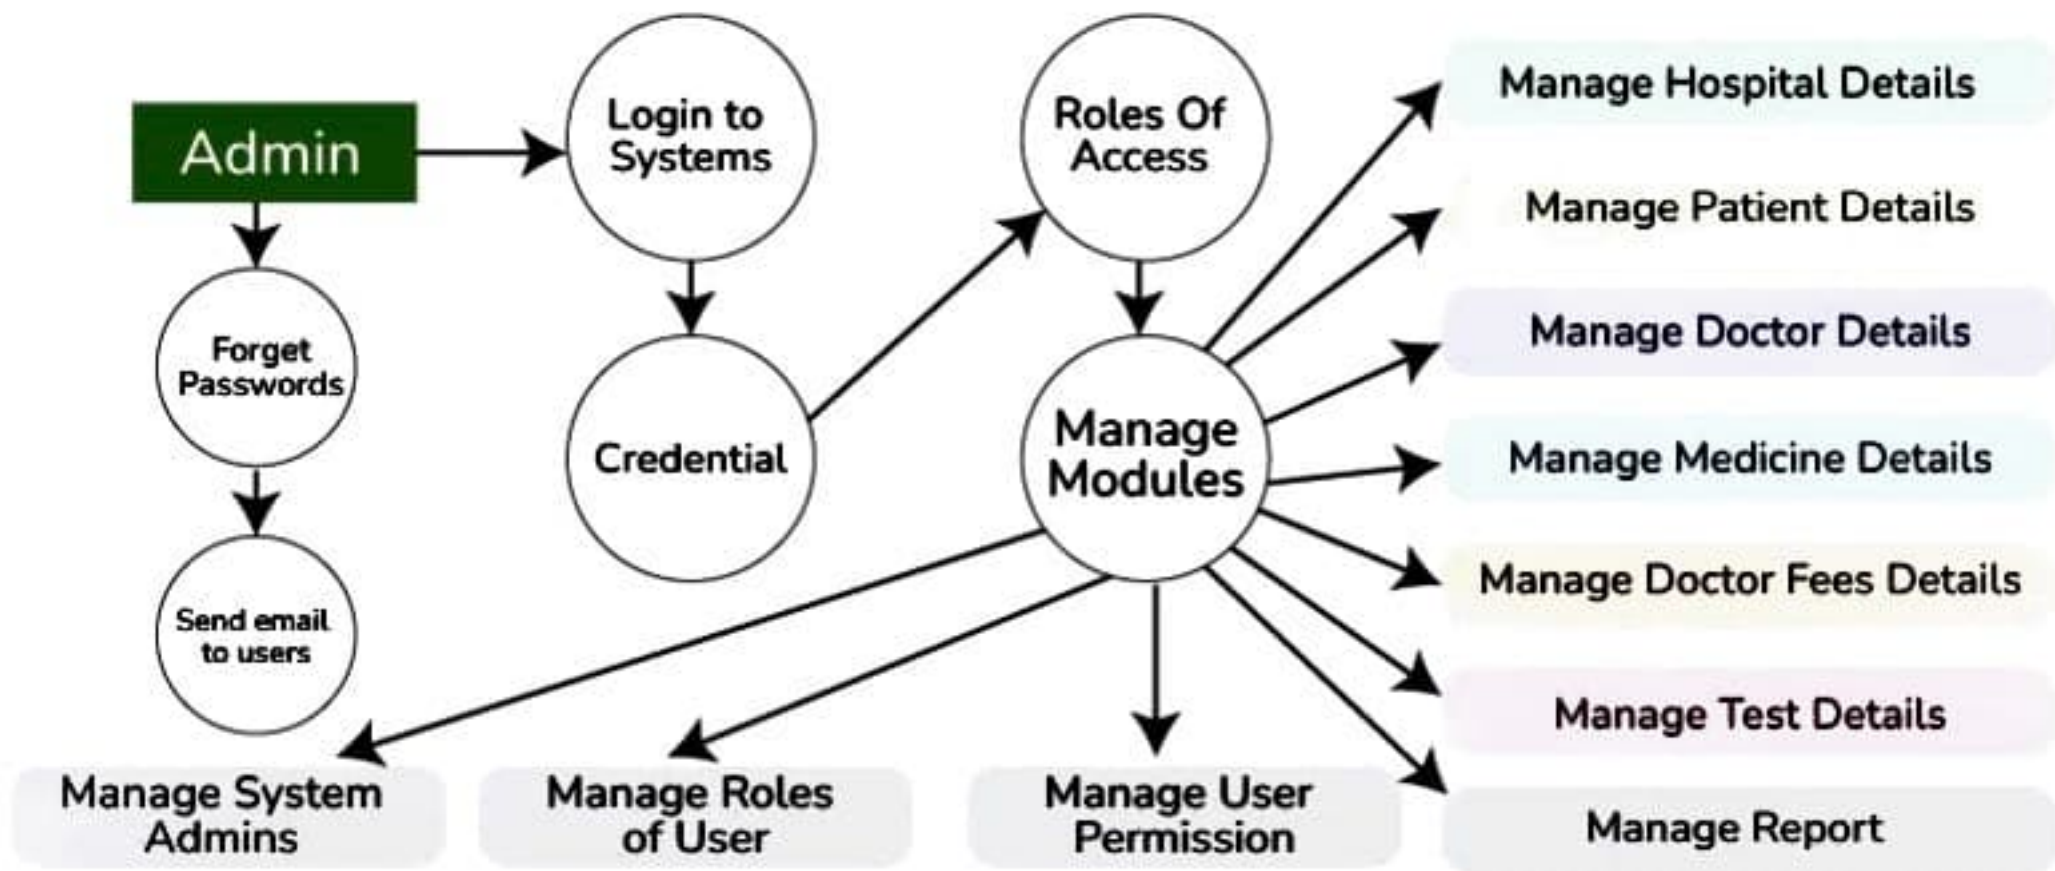 Admin
Login to
Systems
Roles Of
Access
Forget
Passwords
Credential
Manage
Modules
Send email
to users
Manage Hospital Details
Manage Patient Details
Manage Doctor Details
Manage Medicine Details
Manage Doctor Fees Details
Manage Test Details
Manage Report
Manage System
Admins
Manage Roles
of User
Manage User
Permission